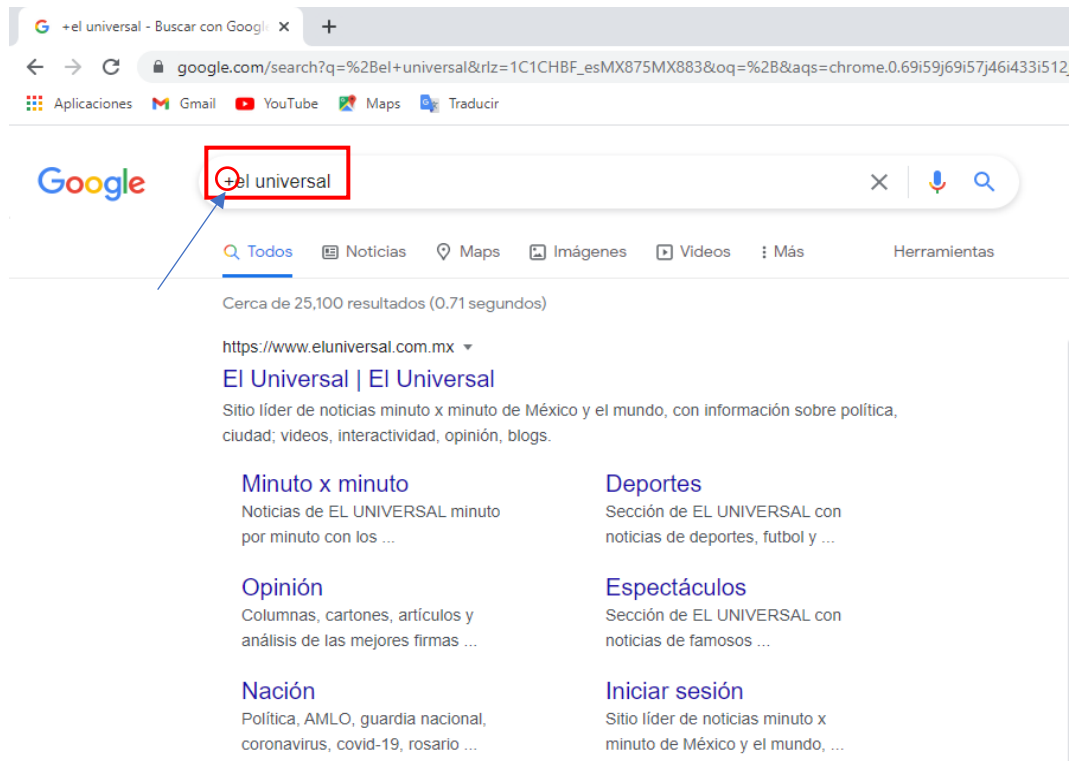 +el universal - Buscar con Googl
google.com/search?q=%2Bel+universal&rlz=1C1CHBF_esMX875MX883&oq=%2B&aqs=chrome.0.69i59j69i57j46i433i512j
Aplicaciones Gmail YouTube Maps Traducir
Google +el universal
Todos Noticias Maps Imágenes Videos Más Herramientas
Cerca de 25,100 resultados (0.71 segundos)
https://www.eluniversal.com.mx
El Universal | El Universal
Sitio líder de noticias minuto x minuto de México y el mundo, con información sobre política,
ciudad; videos, interactividad, opinión, blogs.
Minuto x minuto
Noticias de EL UNIVERSAL minuto
por minuto con los ...
Deportes
Sección de EL UNIVERSAL con
noticias de deportes, futbol y ...
Opinión
Columnas, cartones, artículos y
análisis de las mejores firmas ...
Espectáculos
Sección de EL UNIVERSAL con
noticias de famosos ...
Nación
Política, AMLO, guardia nacional,
coronavirus, covid-19, rosario ...
Iniciar sesión
Sitio líder de noticias minuto x
minuto de México y el mundo, ...